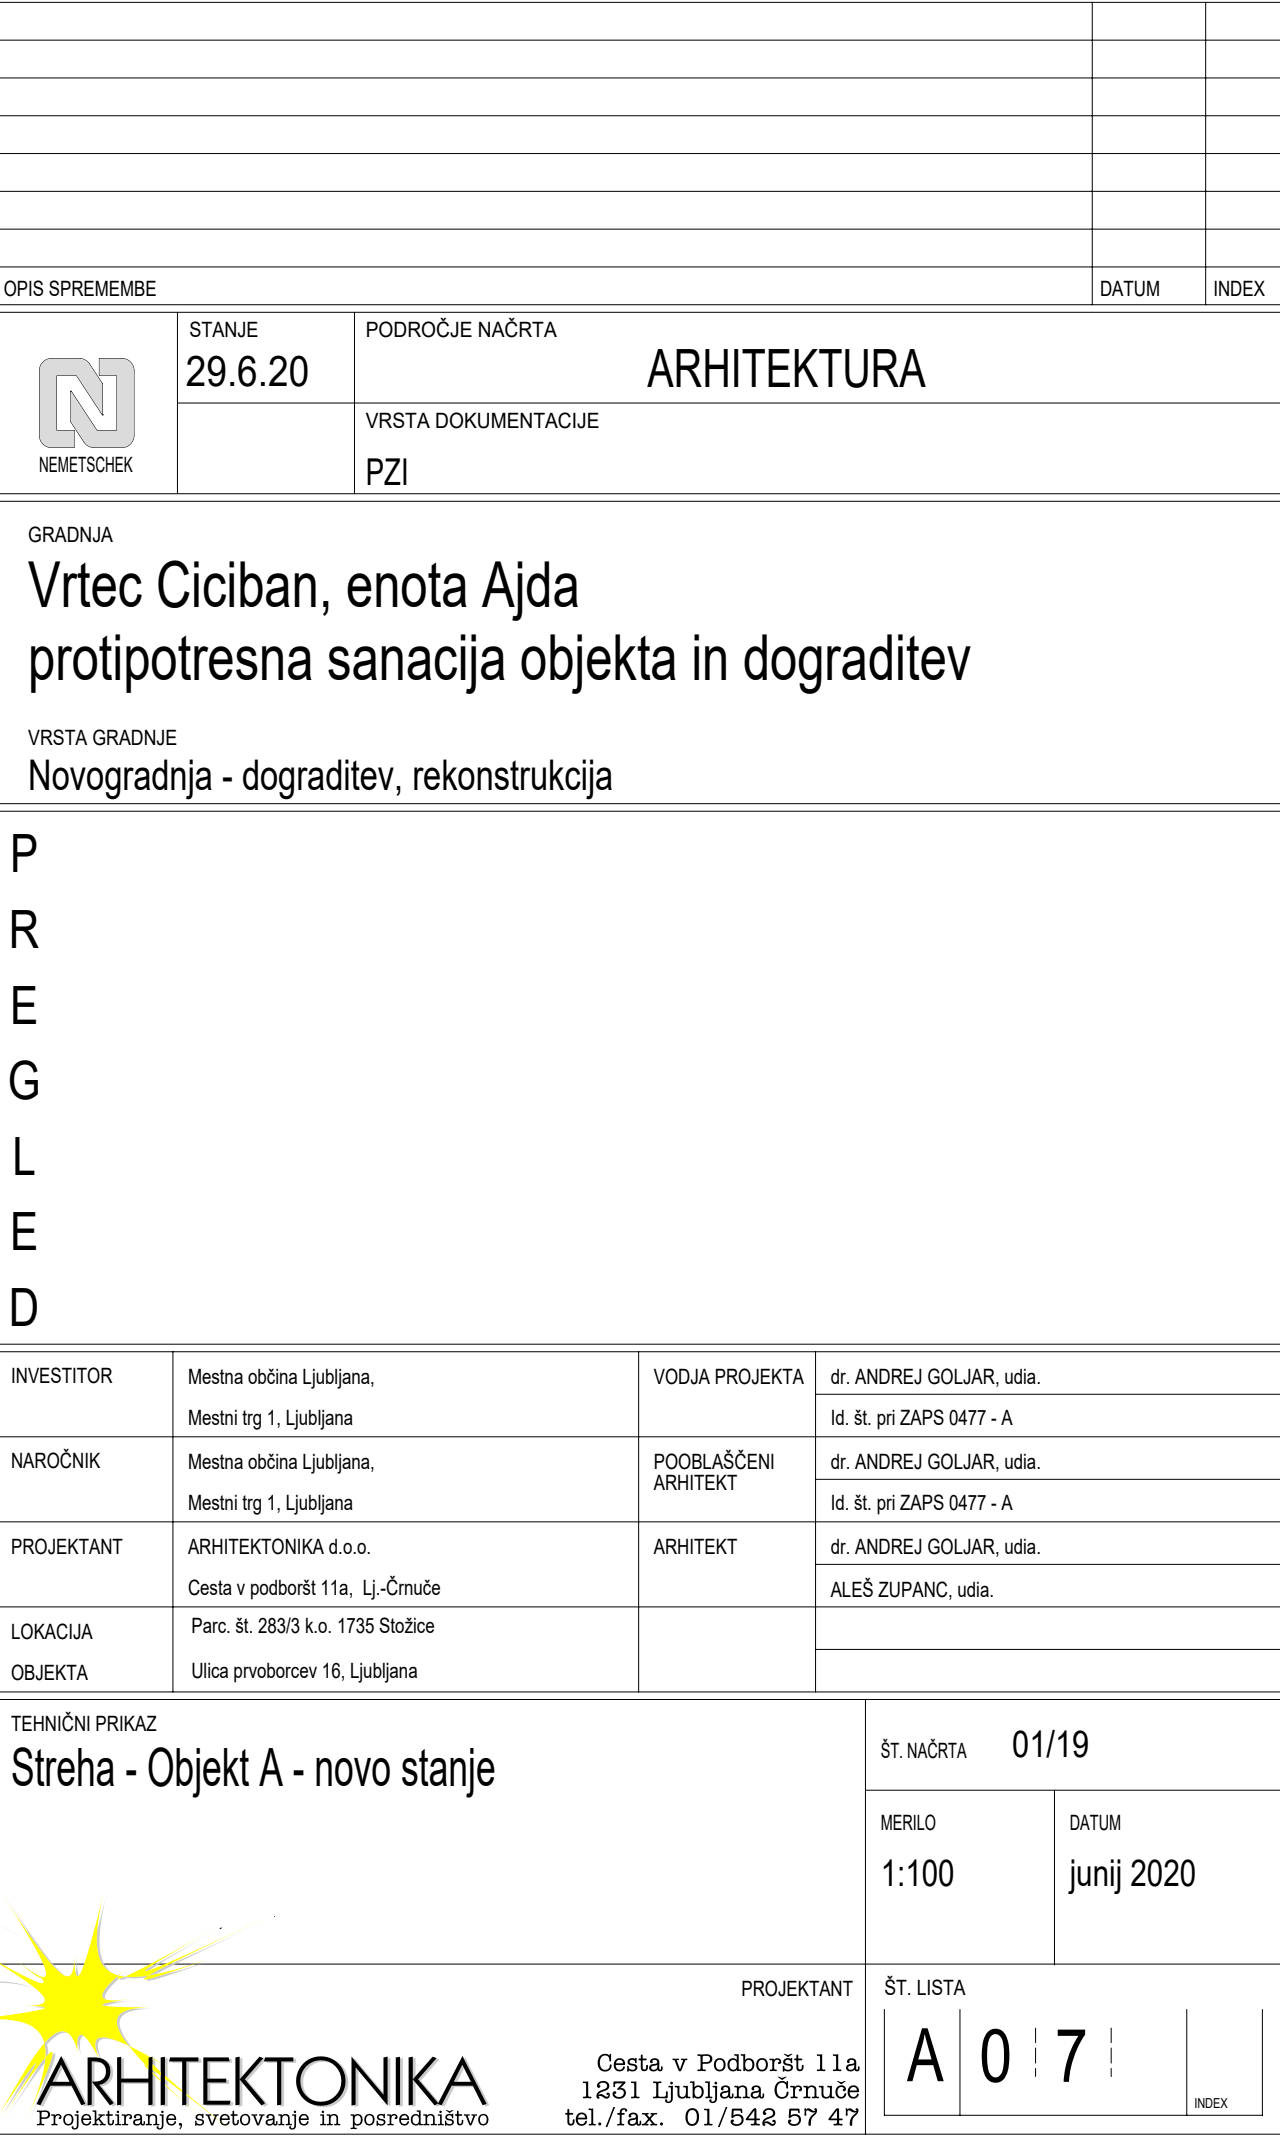 OPIS SPREMEMBE DATUM INDEX
STANJE PODROČJE NAČRTA
29.6.20 ARHITEKTURA
VRSTA DOKUMENTACIJE
NEMETSCHEK PZI
GRADNJA
Vrtec Ciciban, enota Ajda
protipotresna sanacija objekta in dograditev
VRSTA GRADNJE
Novogradnja - dograditev, rekonstrukcija
P
R
E
G
L
E
D
INVESTITOR Mestna občina Ljubljana, VODJA PROJEKTA dr. ANDREJ GOLJAR, udia.
Mestni trg 1, Ljubljana Id. št. pri ZAPS 0477 - A
NAROČNIK Mestna občina Ljubljana, POOBLAŠČENI dr. ANDREJ GOLJAR, udia.
ARHITEKT
Mestni trg 1, Ljubljana Id. št. pri ZAPS 0477 - A
PROJEKTANT ARHITEKTONIKA d.o.o. ARHITEKT dr. ANDREJ GOLJAR, udia.
Cesta v podboršt 11a, Lj.-Črnuče ALEŠ ZUPANC, udia.
LOKACIJA Parc. št. 283/3 k.o. 1735 Stožice
OBJEKTA Ulica prvoborcev 16, Ljubljana
TEHNIČNI PRIKAZ
Streha - Objekt A - novo stanje
ŠT. NAČRTA 01/19
MERILO DATUM
1:100 junij 2020
PROJEKTANT ŠT. LISTA
ARHITEKTONIKA
Projektiranje, svetovanje in posredništvo
Cesta v Podboršt 11a
1231 Ljubljana Črnuče
tel./fax. 01/542 57 47
A 0 7
INDEX